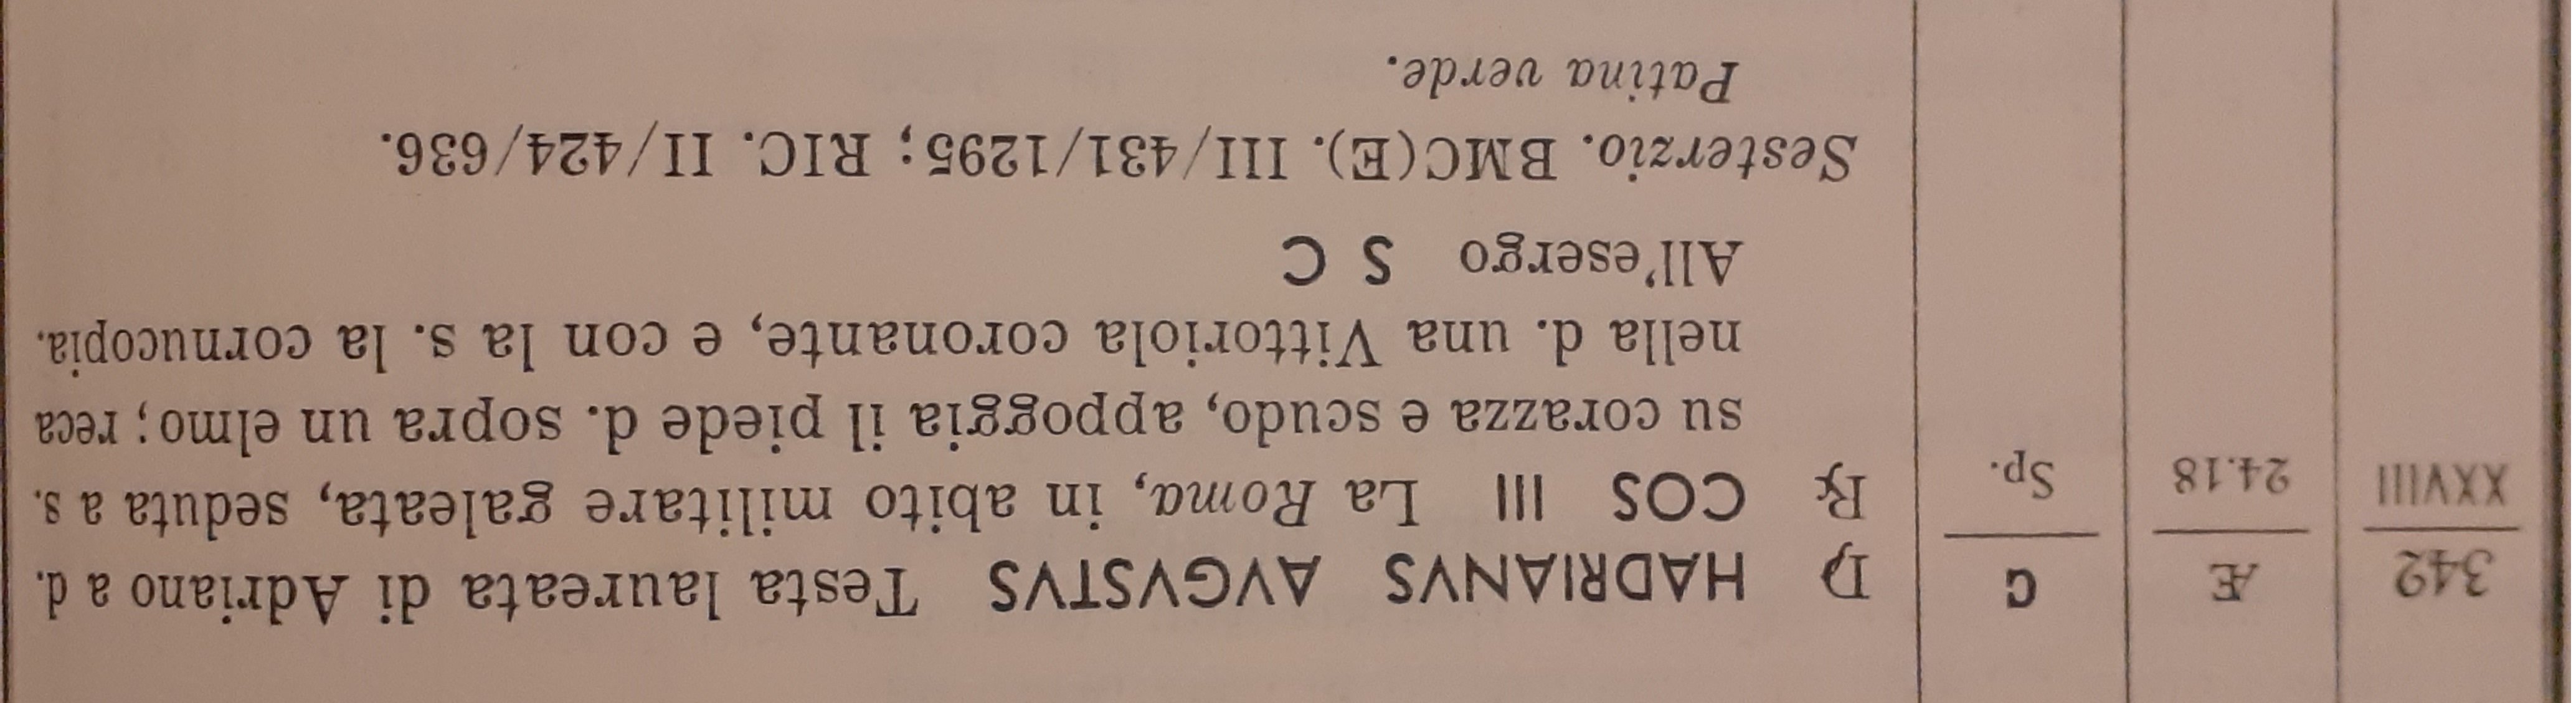 342 Æ G D HADRIANVS AVGVSTVS Testa laureata di Adriano a d.
XXVIII 24.18 Sp. ℞ COS III La Roma, in abito militare galeata, seduta a s.
su corazza e scudo, appoggia il piede d. sopra un elmo; reca
nella d. una Vittoriola coronante, e con la s. la cornucopia.
All'esergo S C
Sesterzio. BMC(E). III/431/1295; RIC. II/424/636.
Patina verde.